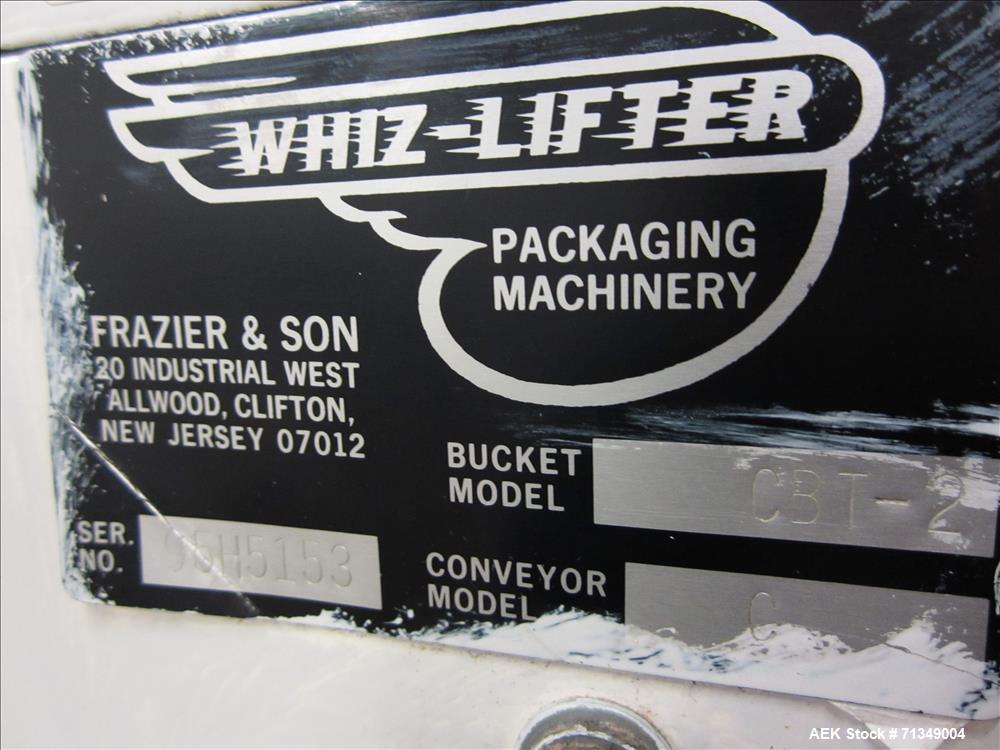 WHIZ-LIFTER
PACKAGING
MACHINERY
FRAZIER & SON
20 INDUSTRIAL WEST
ALLWOOD, CLIFTON,
NEW JERSEY 07012
BUCKET
MODEL
CBT-2
SER.
NO.
95H5153
CONVEYOR
MODEL
C
AEK Stock # 71349004